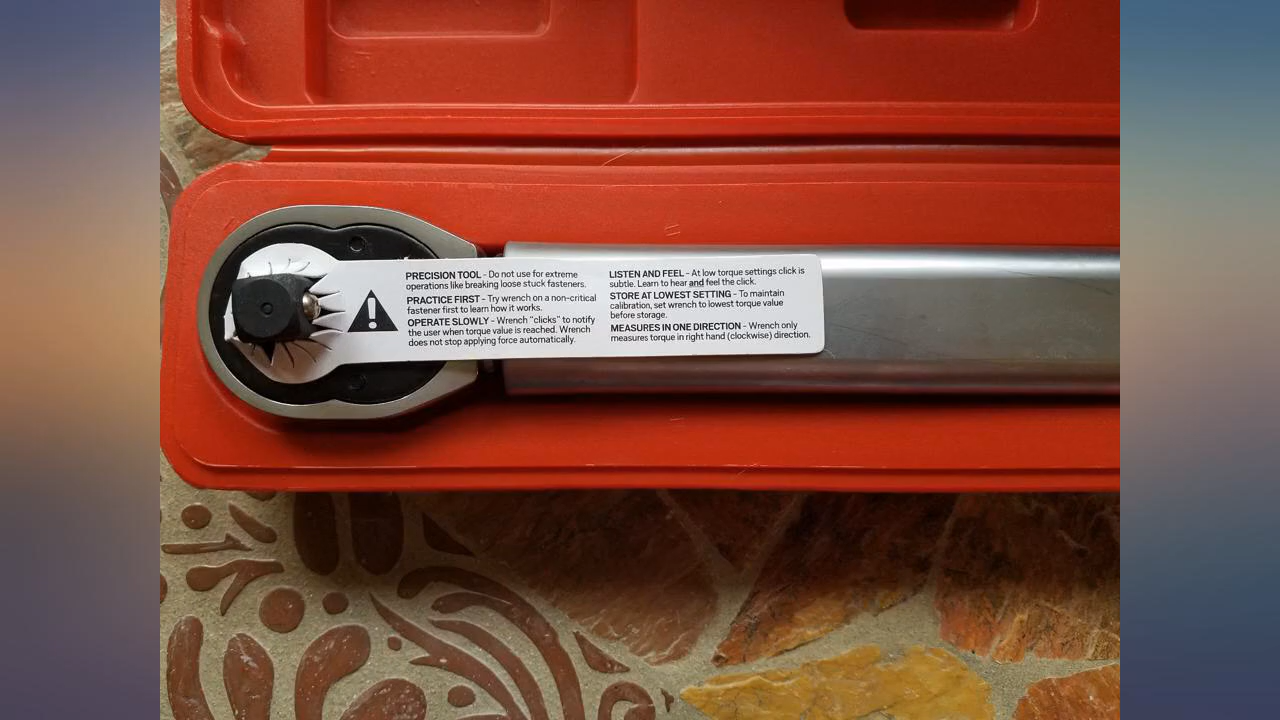 PRECISION TOOL - Do not use for extreme
operations like breaking loose stuck fasteners.
PRACTICE FIRST - Try wrench on a non-critical
fastener first to learn how it works.
OPERATE SLOWLY - Wrench "clicks" to notify
the user when torque value is reached. Wrench
does not stop applying force automatically.
LISTEN AND FEEL - At low torque settings click is
subtle. Learn to hear and feel the click.
STORE AT LOWEST SETTING - To maintain
calibration, set wrench to lowest torque value
before storage.
MEASURES IN ONE DIRECTION - Wrench only
measures torque in right hand (clockwise) direction.